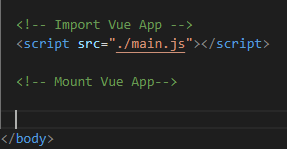 <!-- Import Vue App -->
<script src="./main.js"></script>
<!-- Mount Vue App-->
</body>